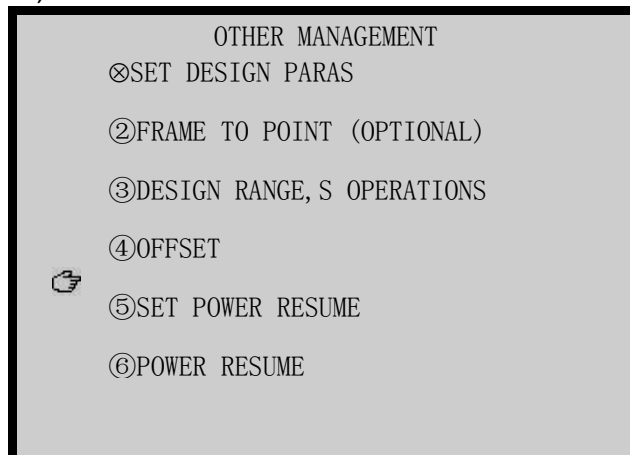 OTHER MANAGEMENT
⊗SET DESIGN PARAS
②FRAME TO POINT (OPTIONAL)
③DESIGN RANGE,S OPERATIONS
④OFFSET
⑤SET POWER RESUME
⑥POWER RESUME